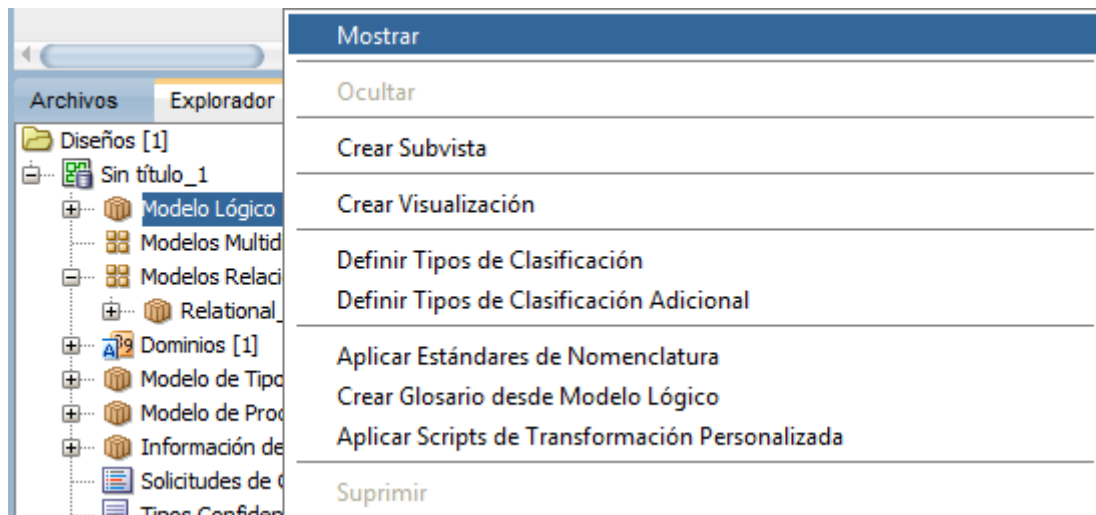 Mostrar
Ocultar
Crear Subvista
Crear Visualización
Definir Tipos de Clasificación
Definir Tipos de Clasificación Adicional
Aplicar Estándares de Nomenclatura
Crear Glosario desde Modelo Lógico
Aplicar Scripts de Transformación Personalizada
Suprimir
Archivos Explorador
Diseños [1]
Sin título_1
Modelo Lógico
Modelos Multid
Modelos Relaci
Relational_
Dominios [1]
Modelo de Tipo
Modelo de Proc
Información de
Solicitudes de
Tipos Confiden